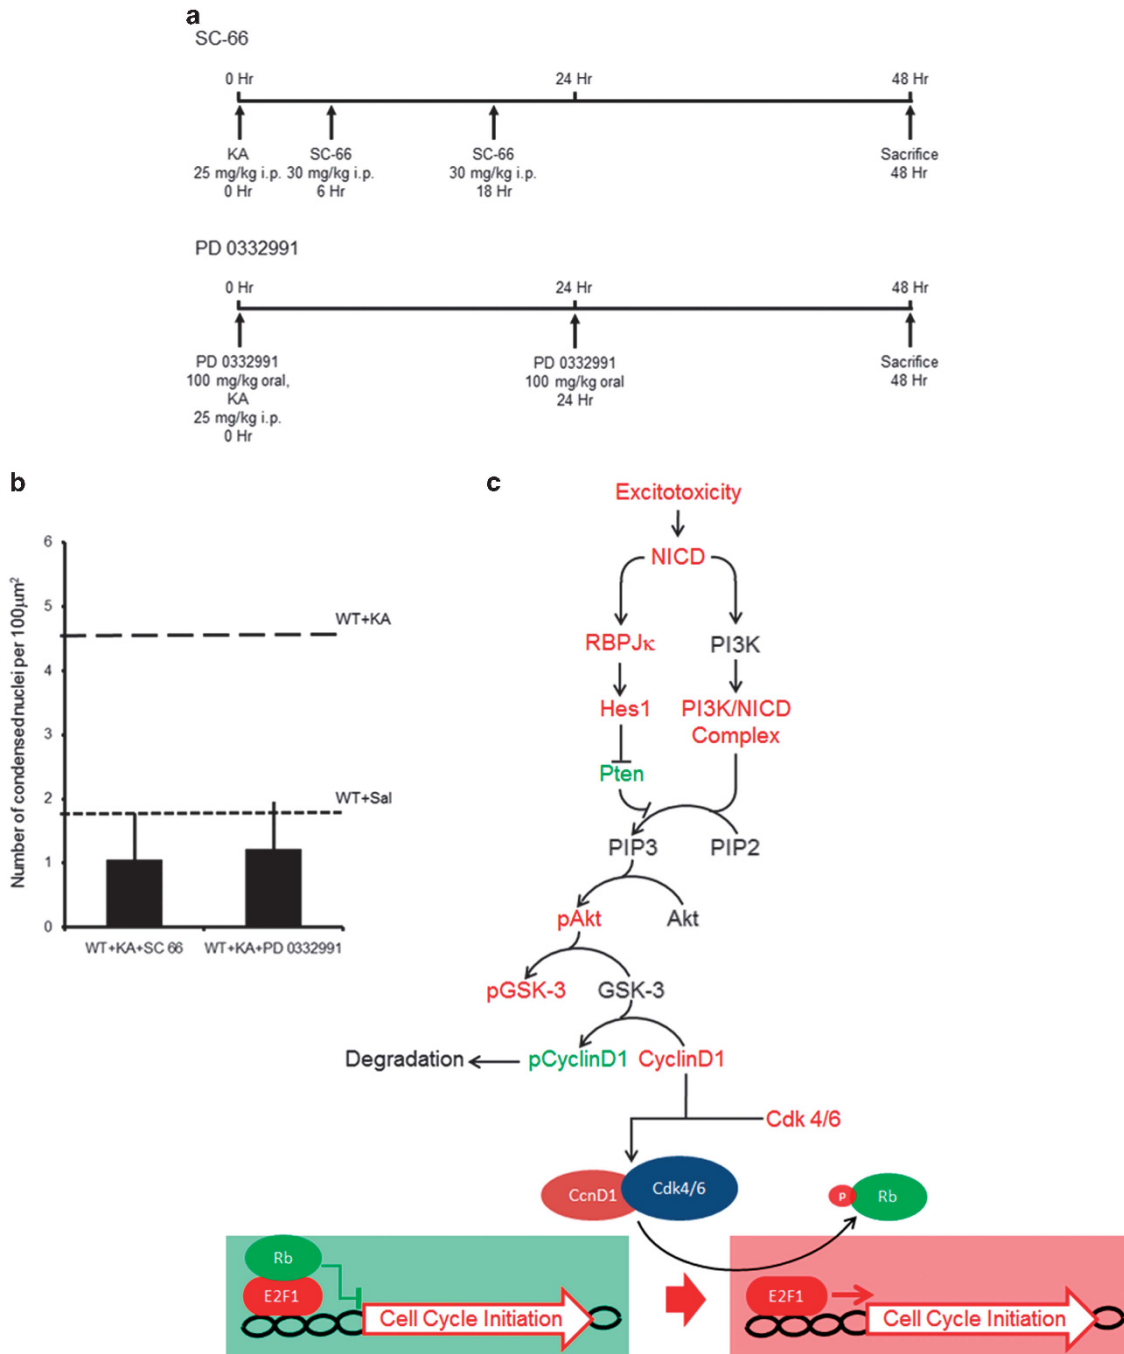 a
SC-66
0 Hr 24 Hr 48 Hr
KA SC-66 SC-66 Sacrifice
25 mg/kg i.p. 30 mg/kg i.p. 30 mg/kg i.p. 48 Hr
0 Hr 6 Hr 18 Hr
PD 0332991
0 Hr 24 Hr 48 Hr
PD 0332991 PD 0332991 Sacrifice
100 mg/kg oral, 100 mg/kg oral 48 Hr
KA 24 Hr
25 mg/kg i.p.
0 Hr
b
Number of condensed nuclei per 100µm²
6
5
4
3
2
1
0
WT+KA
WT+Sal
WT+KA+SC 66 WT+KA+PD 0332991
c
Excitotoxicity
NICD
RBPJκ PI3K
Hes1 PI3K/NICD
Complex
Pten
PIP3 PIP2
pAkt Akt
pGSK-3 GSK-3
Degradation pCyclinD1 CyclinD1
Cdk 4/6
CcnD1 Cdk4/6 P Rb
Rb
E2F1 E2F1
Cell Cycle Initiation Cell Cycle Initiation